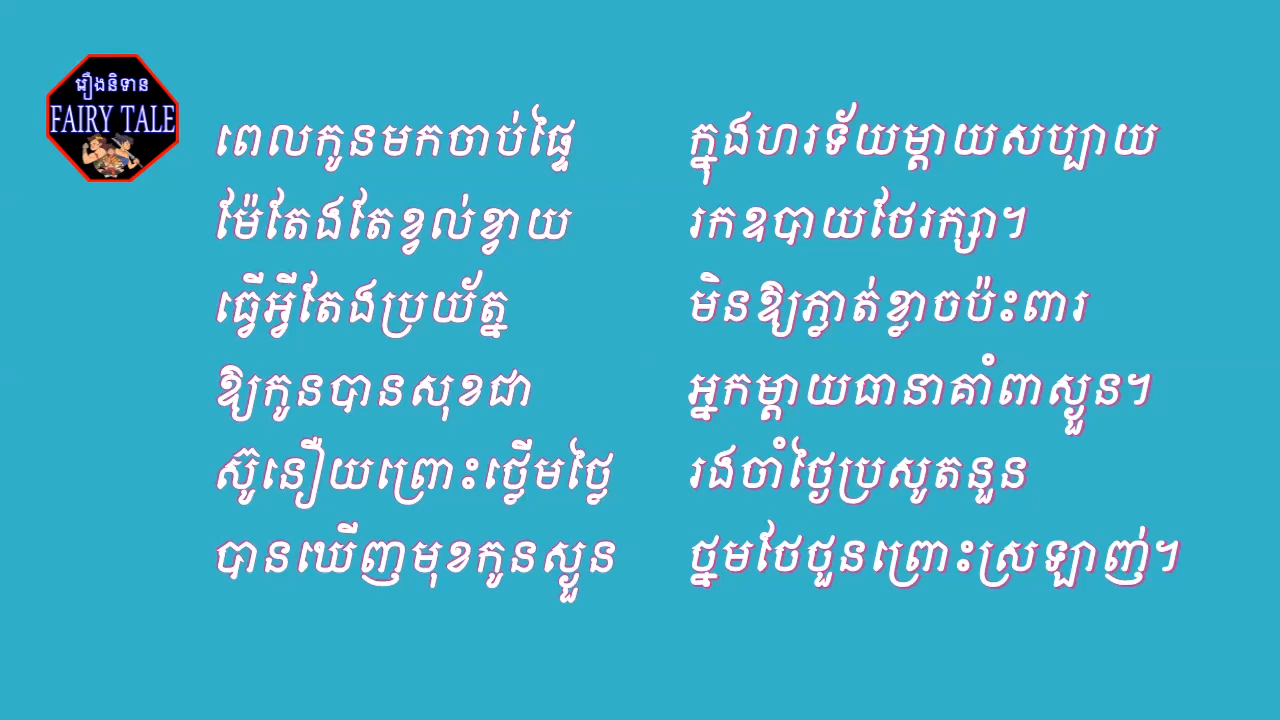 រឿងនិទាន
FAIRY TALE
ពេលកូនមកចាប់ផ្ទៃ ក្នុងហរទ័យម្ដាយសប្បាយ
ម៉ែតែងតែខ្វល់ខ្វាយ រកឧបាយថែរក្សា។
ធ្វើអ្វីតែងប្រយ័ត្ន មិនឱ្យភ្លាត់ខ្លាចប៉ះពារ
ឱ្យកូនបានសុខជា អ្នកម្ដាយធានាគាំពាស្ងួន។
ស៊ូនឿយព្រោះថ្លើមថ្លៃ រងចាំថ្ងៃប្រសូតនួន
បានឃើញមុខកូនស្ងួន ថ្នមថែថួនព្រោះស្រឡាញ់។